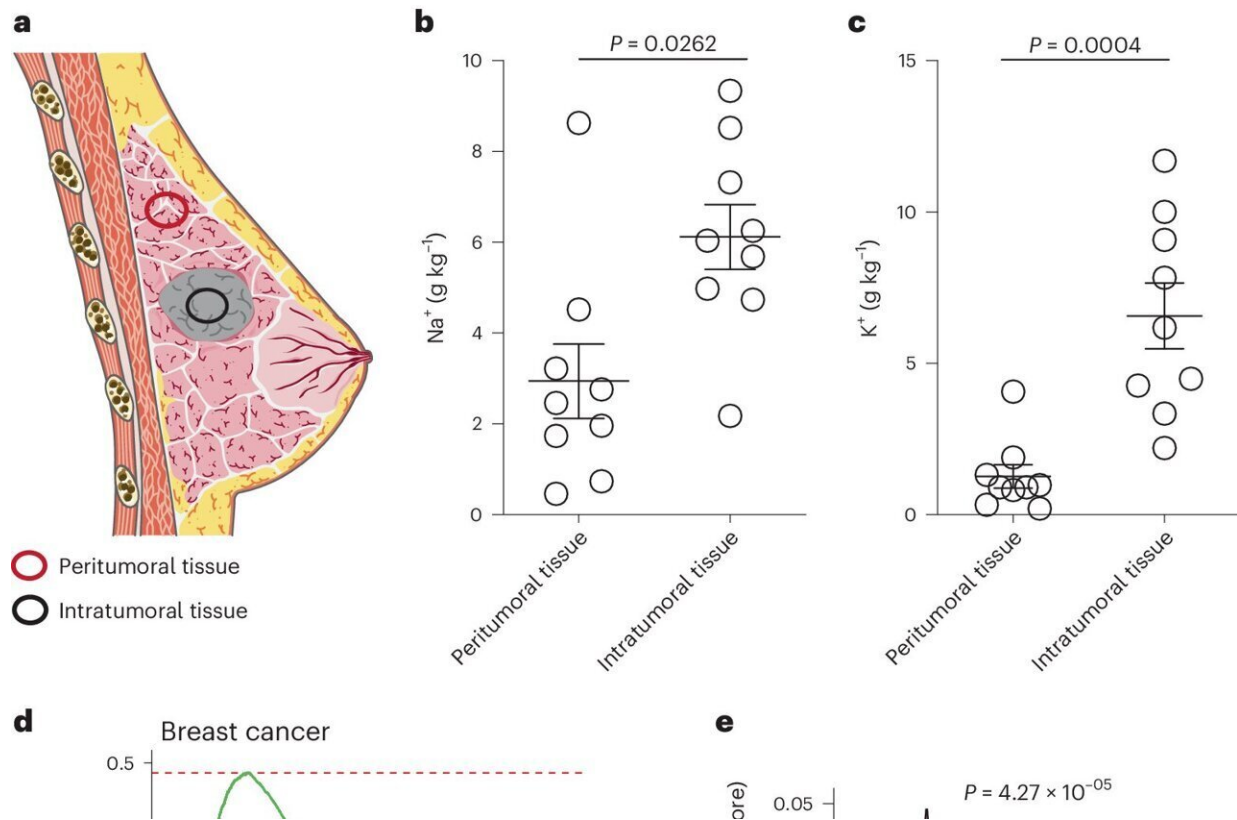 a
Peritumoral tissue
Intratumoral tissue
b
P = 0.0262
10
8
6
4
2
0
Na⁺ (g kg⁻¹)
Peritumoral tissue
Intratumoral tissue
c
P = 0.0004
15
10
5
0
K⁺ (g kg⁻¹)
Peritumoral tissue
Intratumoral tissue
d
Breast cancer
0.5
e
P = 4.27 × 10⁻⁰⁵
0.05